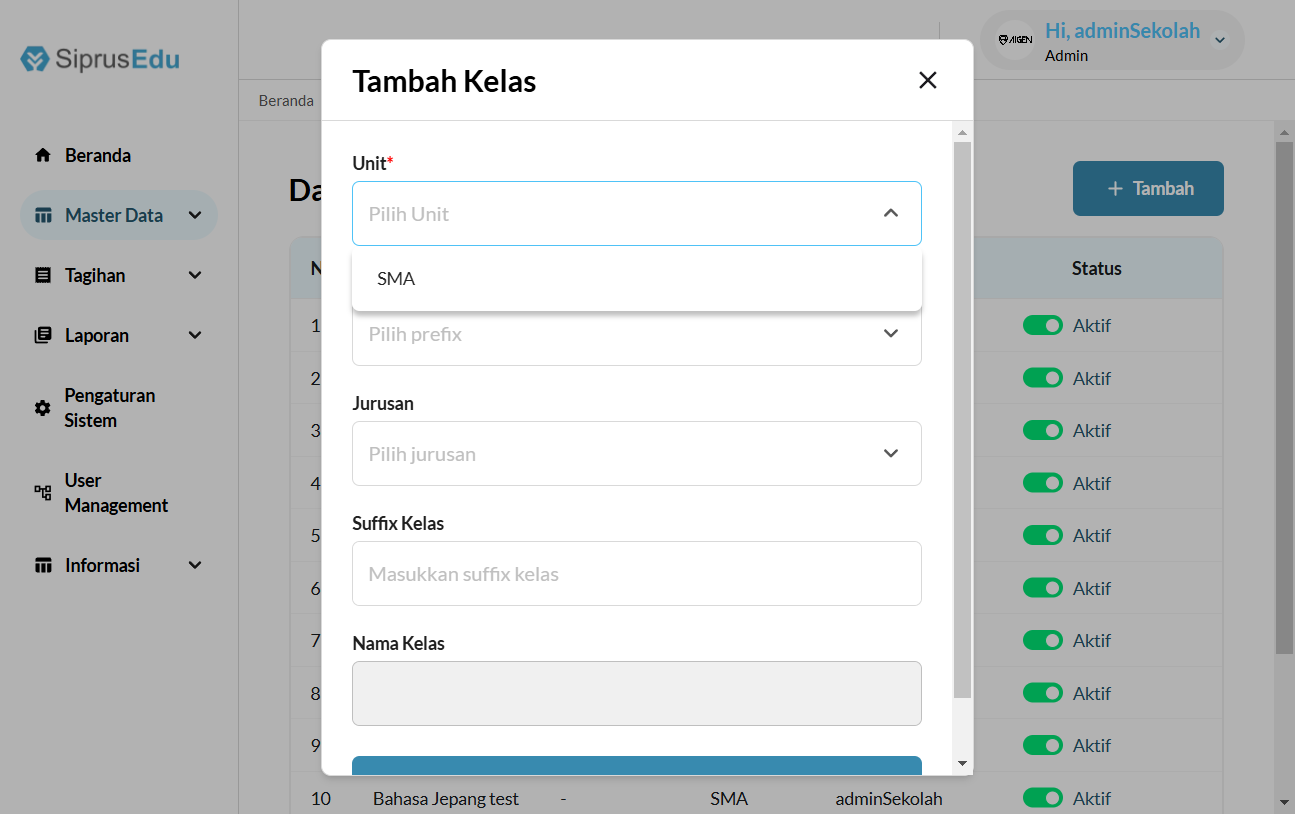 SiprusEdu
AIGEN
Hi, adminSekolah
Admin
Beranda
Beranda
Master Data
Tagihan
Laporan
Pengaturan
Sistem
User
Management
Informasi
Tambah
Status
1 Aktif
2 Aktif
3 Aktif
4 Aktif
5 Aktif
6 Aktif
7 Aktif
8 Aktif
9 Aktif
10 Bahasa Jepang test - SMA adminSekolah Aktif
Tambah Kelas
Unit*
Pilih Unit
SMA
Pilih prefix
Jurusan
Pilih jurusan
Suffix Kelas
Masukkan suffix kelas
Nama Kelas